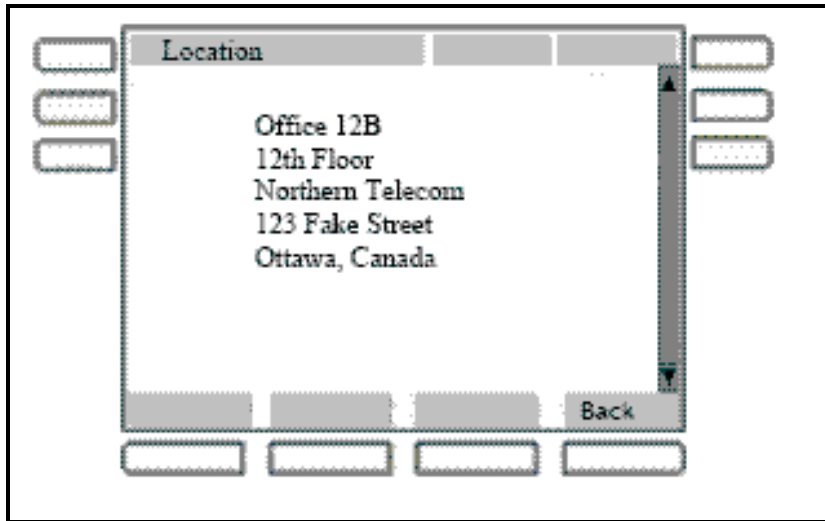 Location
Office 12B
12th Floor
Northern Telecom
123 Fake Street
Ottawa, Canada
Back